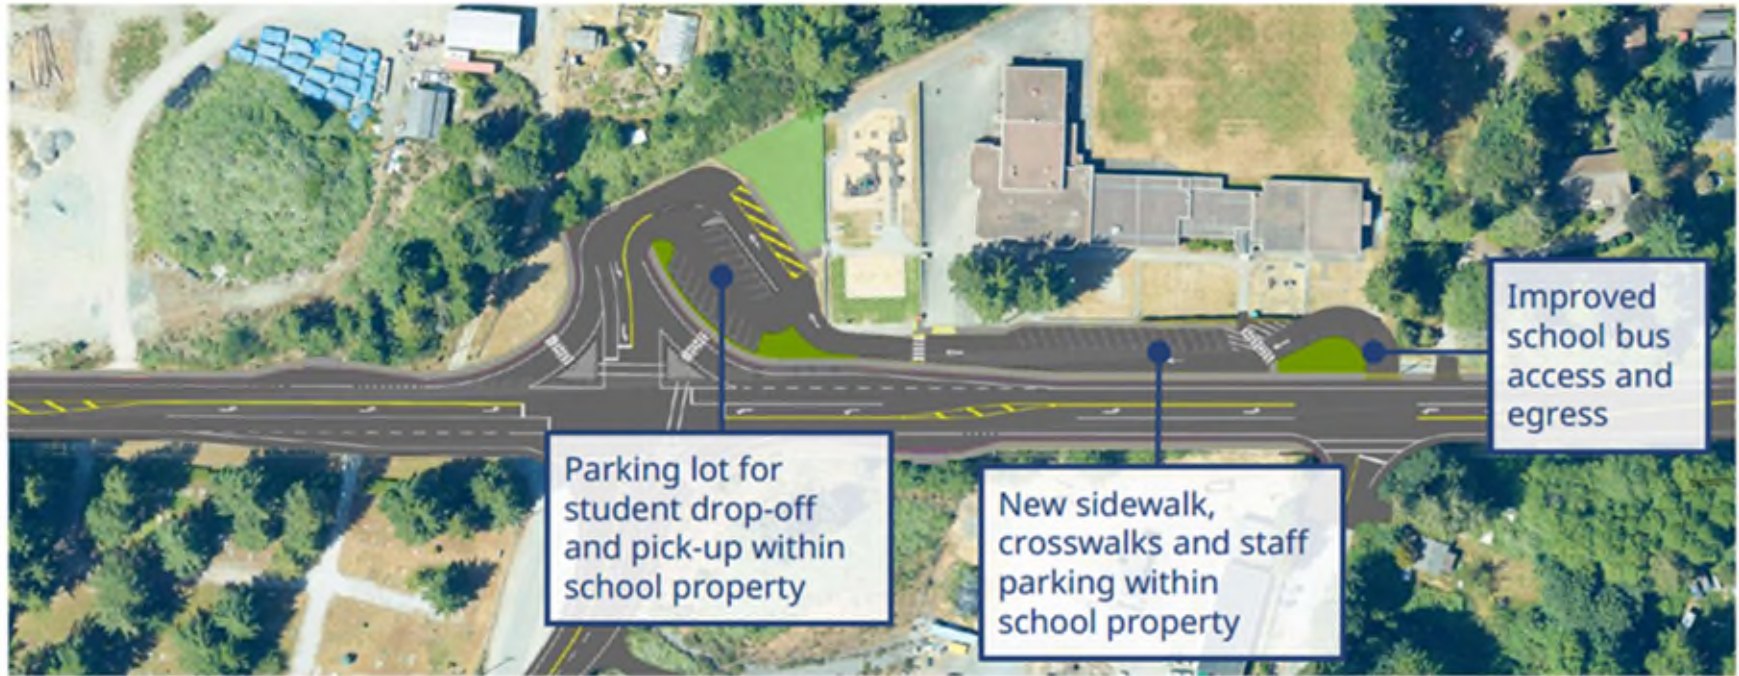 Parking lot for
student drop-off
and pick-up within
school property
New sidewalk,
crosswalks and staff
parking within
school property
Improved
school bus
access and
egress